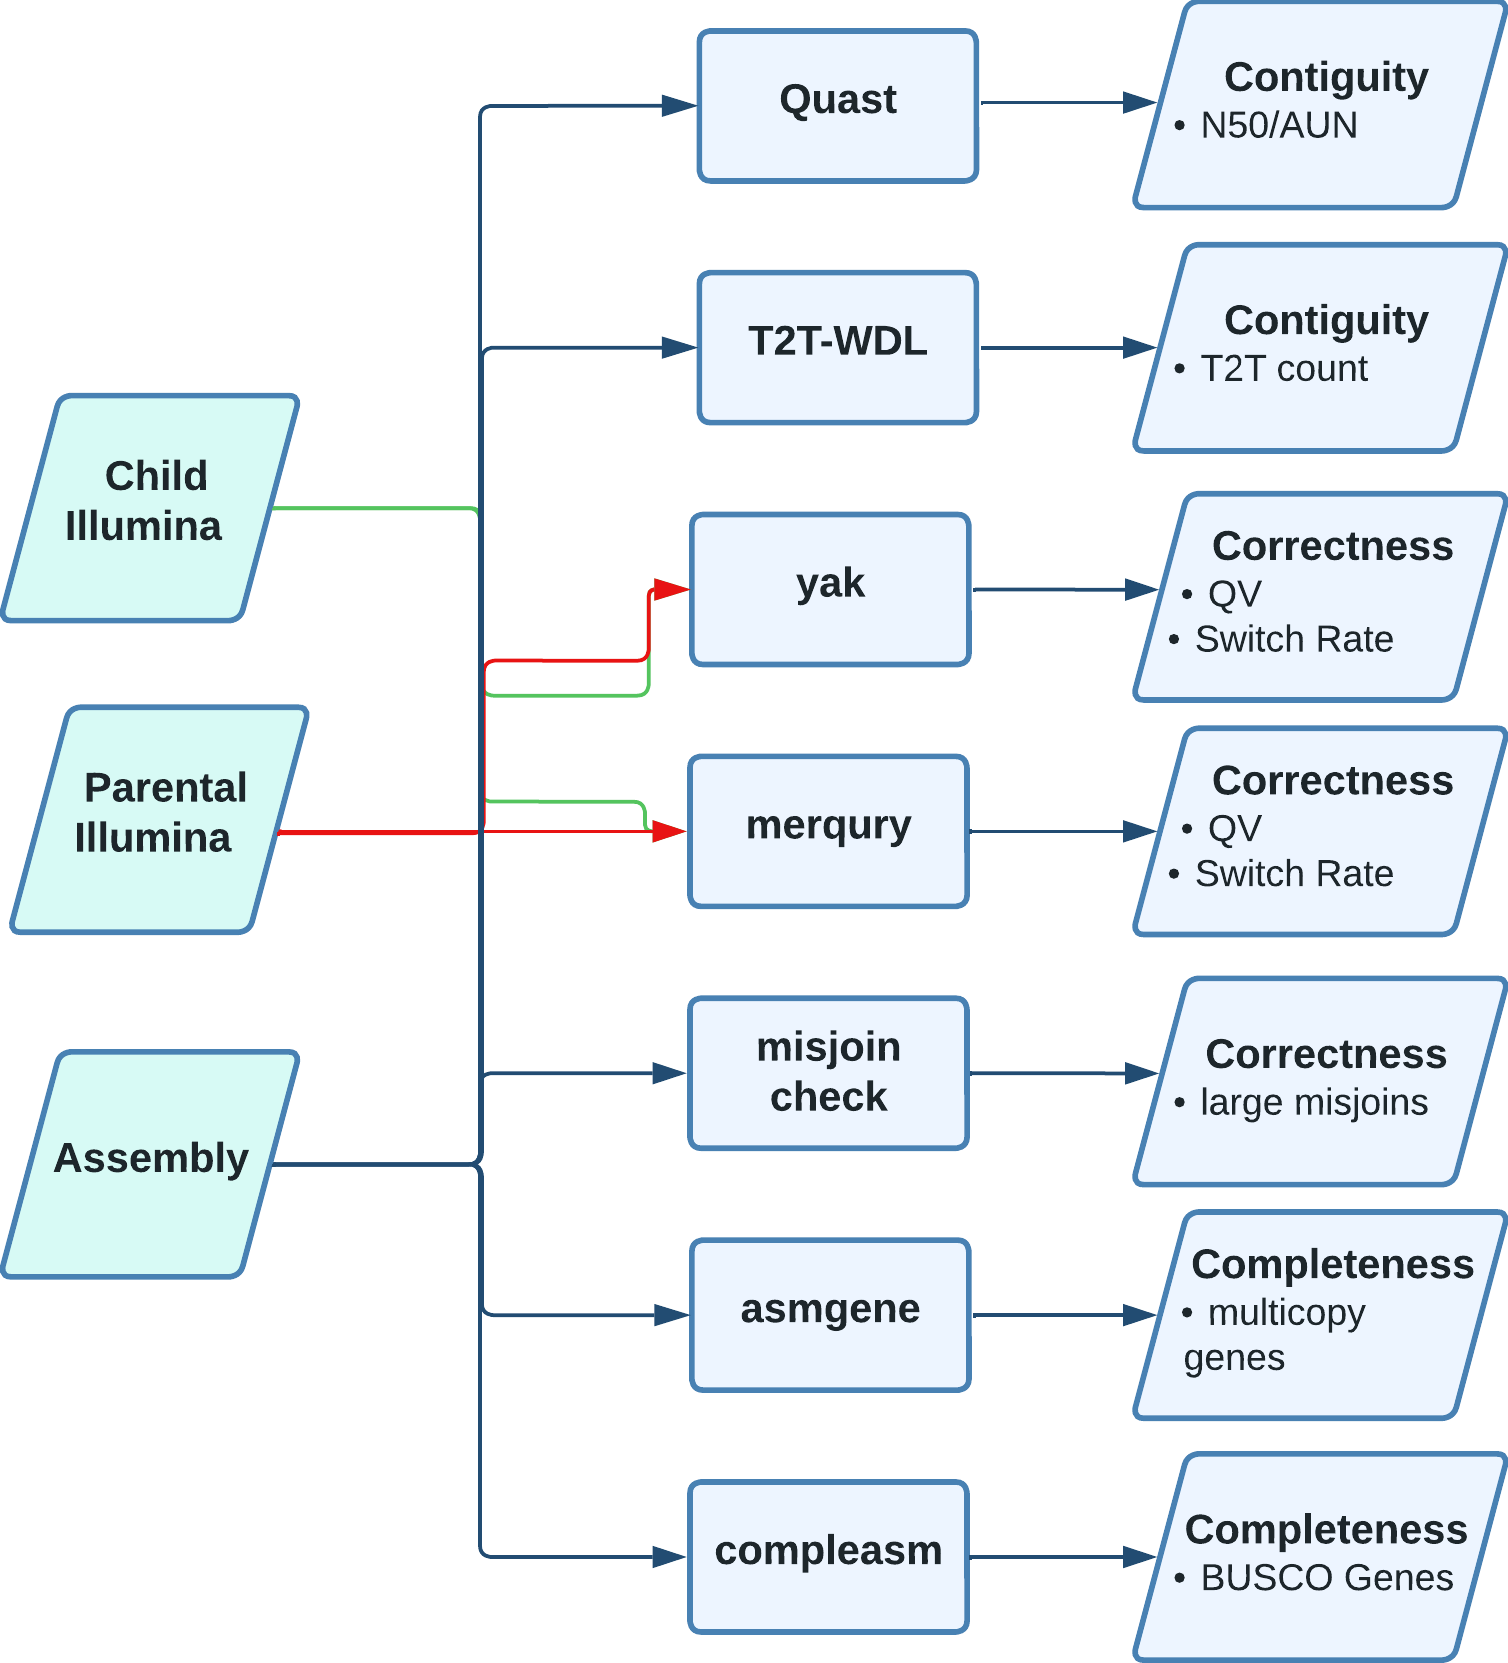 Quast
Contiguity
• N50/AUN
T2T-WDL
Contiguity
• T2T count
Child
Illumina
yak
Correctness
• QV
• Switch Rate
Parental
Illumina
merqury
Correctness
• QV
• Switch Rate
misjoin
check
Correctness
• large misjoins
Assembly
asmgene
Completeness
• multicopy
genes
compleasm
Completeness
• BUSCO Genes